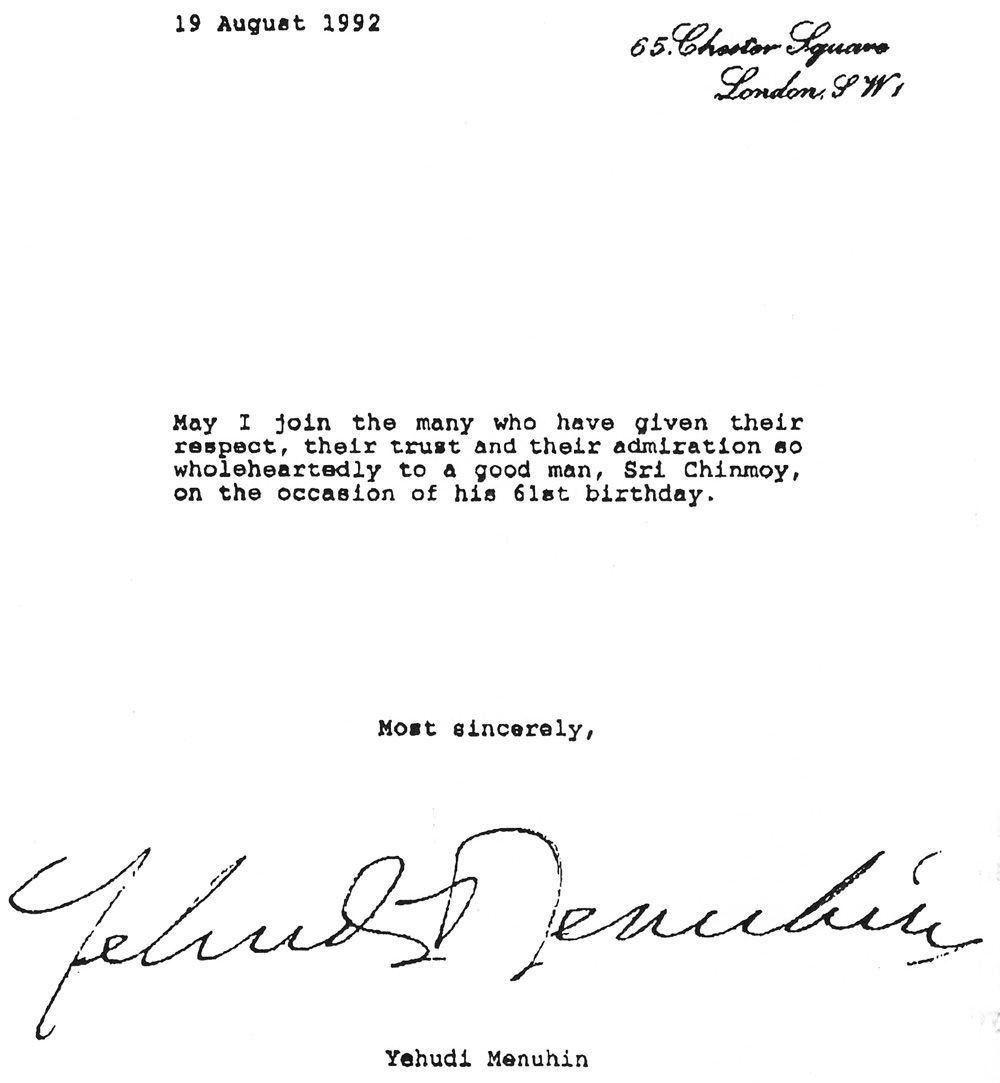 19 August 1992
65. Chester Square
London, S W1
May I join the many who have given their
respect, their trust and their admiration so
wholeheartedly to a good man, Sri Chinmoy,
on the occasion of his 61st birthday.
Most sincerely,
Yehudi Menuhin
Yehudi Menuhin